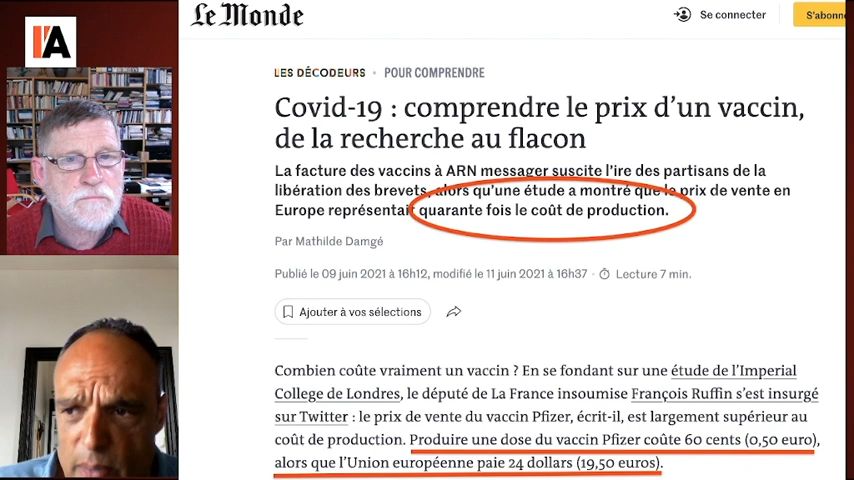 Le Monde
Se connecter
S'abonne
I'A
LES DÉCODEURS • POUR COMPRENDRE
Covid-19 : comprendre le prix d'un vaccin,
de la recherche au flacon
La facture des vaccins à ARN messager suscite l'ire des partisans de la
libération des brevets, alors qu'une étude a montré que le prix de vente en
Europe représentait quarante fois le coût de production.
Par Mathilde Damgé
Publié le 09 juin 2021 à 16h12, modifié le 11 juin 2021 à 16h37 · Lecture 7 min.
Ajouter à vos sélections
Combien coûte vraiment un vaccin ? En se fondant sur une étude de l'Imperial
College de Londres, le député de La France insoumise François Ruffin s'est insurgé
sur Twitter : le prix de vente du vaccin Pfizer, écrit-il, est largement supérieur au
coût de production. Produire une dose du vaccin Pfizer coûte 60 cents (0,50 euro),
alors que l'Union européenne paie 24 dollars (19,50 euros).